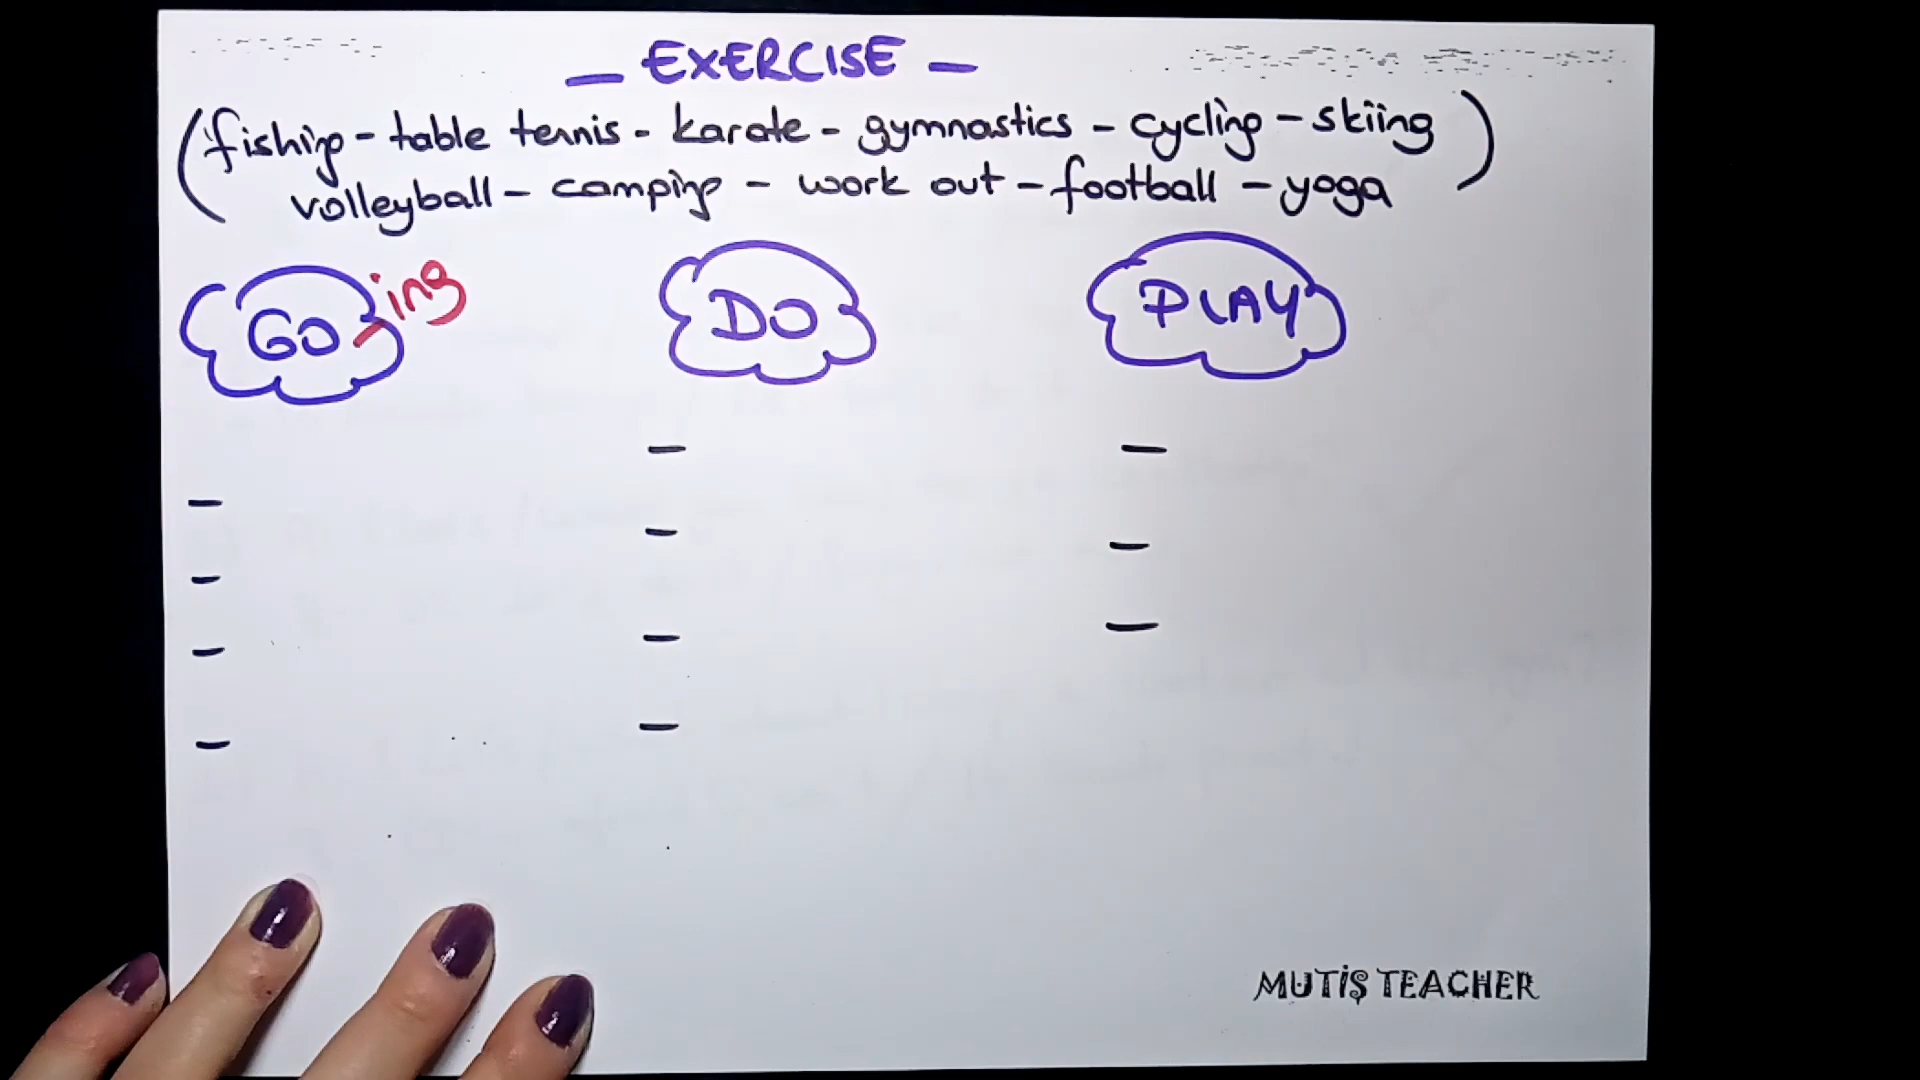 — EXERCISE —
(fishing - table tennis - karate - gymnastics - cycling - skiing
volleyball - camping - work out - football - yoga)
GO -ing
DO
PLAY
MUTİŞ TEACHER